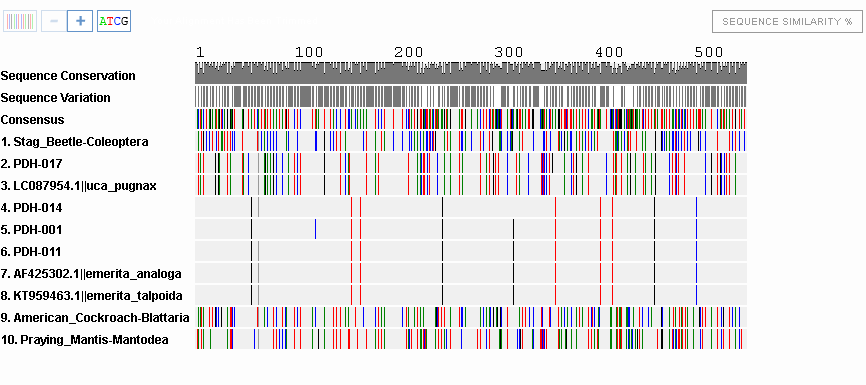 − + ATCG SEQUENCE SIMILARITY %
1 100 200 300 400 500
Sequence Conservation
Sequence Variation
Consensus
1. Stag_Beetle-Coleoptera
2. PDH-017
3. LC087954.1||uca_pugnax
4. PDH-014
5. PDH-001
6. PDH-011
7. AF425302.1||emerita_analoga
8. KT959463.1||emerita_talpoida
9. American_Cockroach-Blattaria
10. Praying_Mantis-Mantodea